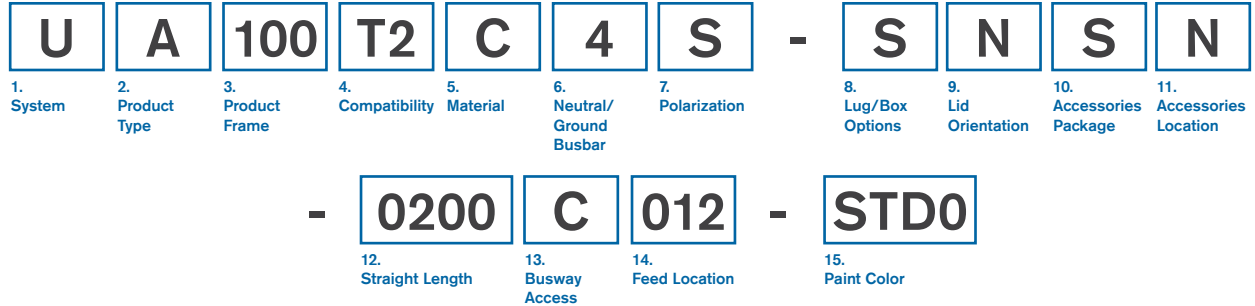 U A 100 T2 C 4 S - S N S N
1. 2. 3. 4. 5. 6. 7. 8. 9. 10. 11.
System Product Product Compatibility Material Neutral/ Polarization Lug/Box Lid Accessories Accessories
Type Frame Ground Options Orientation Package Location
Busbar
- 0200 C 012 - STD0
12. 13. 14. 15.
Straight Length Busway Feed Location Paint Color
Access